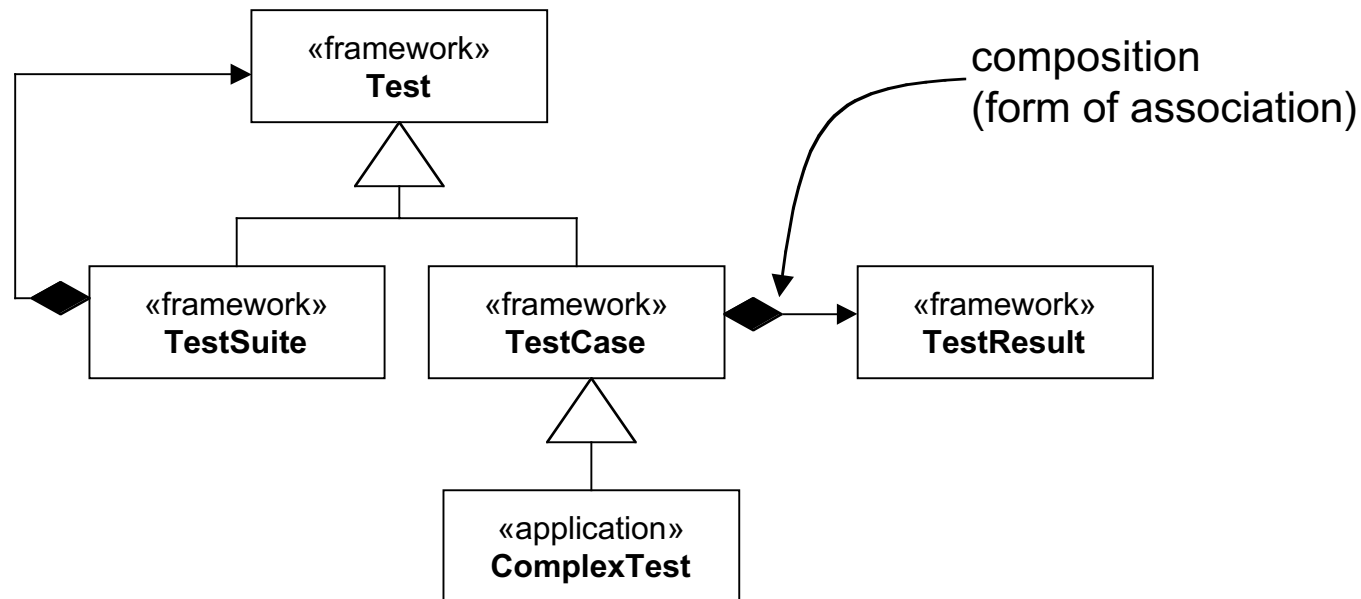 «framework»
Test
composition
(form of association)
«framework»
TestSuite
«framework»
TestCase
«framework»
TestResult
«application»
ComplexTest